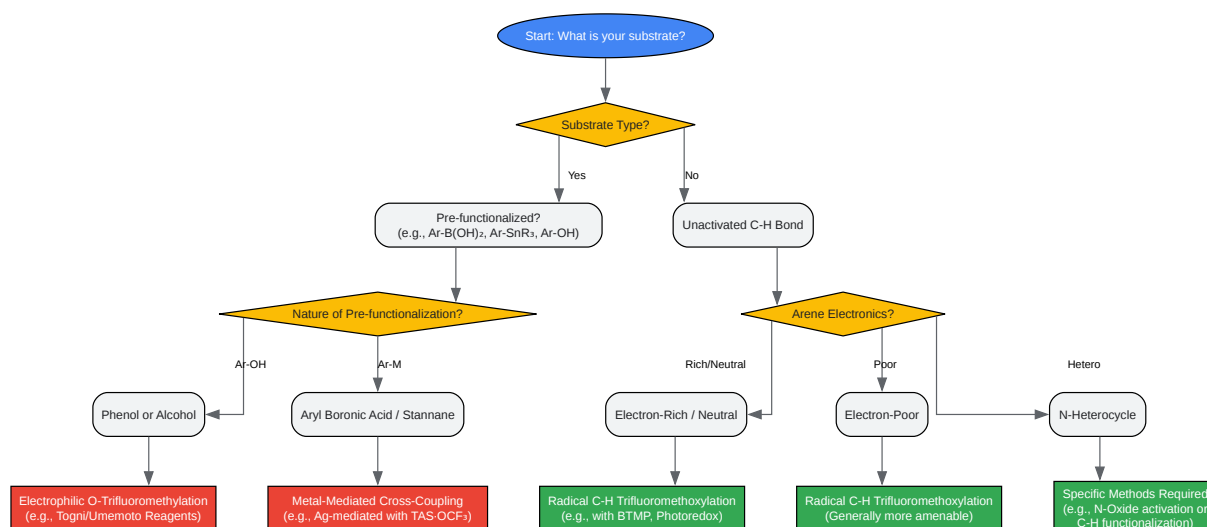 Start: What is your substrate?
Substrate Type?
Yes
No
Pre-functionalized?
(e.g., Ar-B(OH)₂, Ar-SnR₃, Ar-OH)
Unactivated C-H Bond
Nature of Pre-functionalization?
Arene Electronics?
Ar-OH
Ar-M
Rich/Neutral
Poor
Hetero
Phenol or Alcohol
Aryl Boronic Acid / Stannane
Electron-Rich / Neutral
Electron-Poor
N-Heterocycle
Electrophilic O-Trifluoromethylation
(e.g., Togni/Umemoto Reagents)
Metal-Mediated Cross-Coupling
(e.g., Ag-mediated with TAS·OCF₃)
Radical C-H Trifluoromethoxylation
(e.g., with BTMP, Photoredox)
Radical C-H Trifluoromethoxylation
(Generally more amenable)
Specific Methods Required
(e.g., N-Oxide activation or
C-H functionalization)